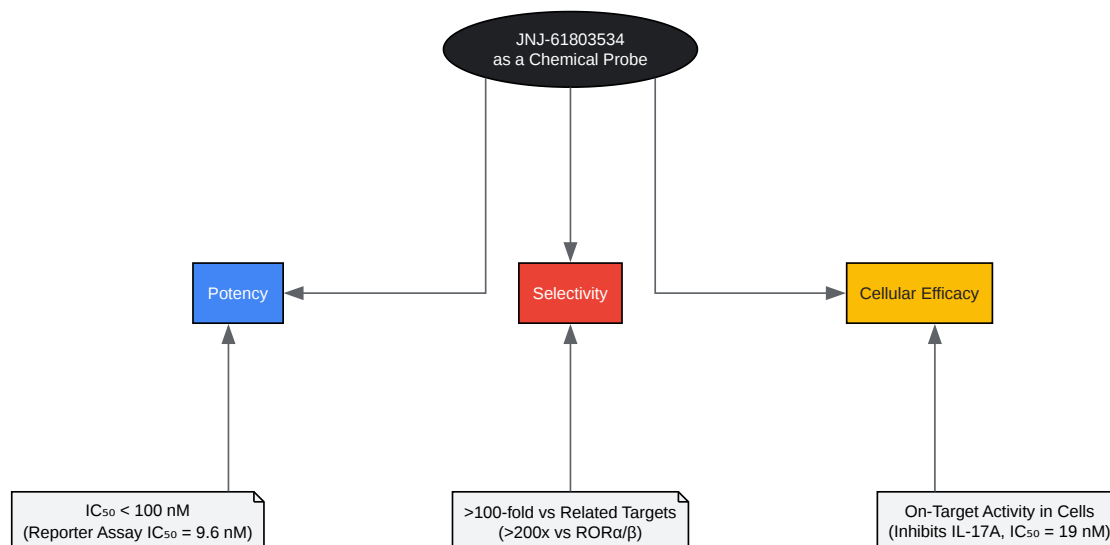 JNJ-61803534
as a Chemical Probe
Potency
Selectivity
Cellular Efficacy
IC₅₀ < 100 nM
(Reporter Assay IC₅₀ = 9.6 nM)
>100-fold vs Related Targets
(>200x vs RORα/β)
On-Target Activity in Cells
(Inhibits IL-17A, IC₅₀ = 19 nM)